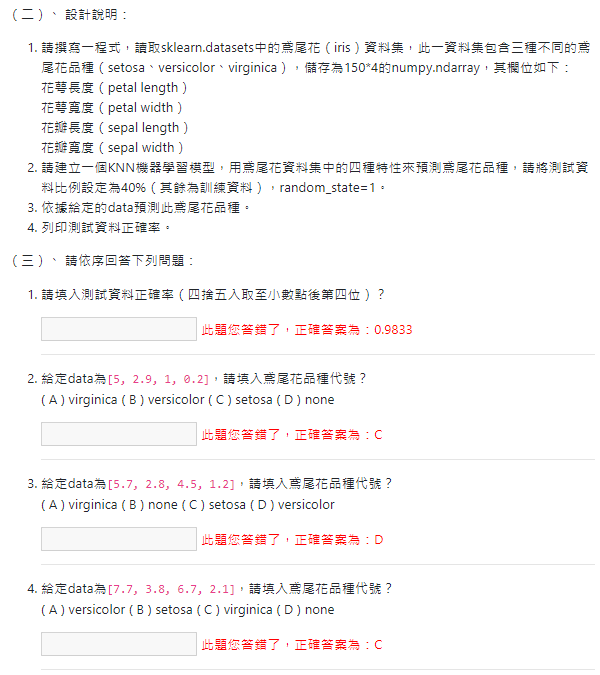 （二）、 設計說明：
1. 請撰寫一程式，讀取sklearn.datasets中的鳶尾花（iris）資料集，此一資料集包含三種不同的鳶
尾花品種（setosa、versicolor、virginica），儲存為150*4的numpy.ndarray，其欄位如下：
花萼長度（petal length）
花萼寬度（petal width）
花瓣長度（sepal length）
花瓣寬度（sepal width）
2. 請建立一個KNN機器學習模型，用鳶尾花資料集中的四種特性來預測鳶尾花品種，請將測試資
料比例設定為40%（其餘為訓練資料），random_state=1。
3. 依據給定的data預測此鳶尾花品種。
4. 列印測試資料正確率。
（三）、 請依序回答下列問題：
1. 請填入測試資料正確率（四捨五入取至小數點後第四位）？
此題您答錯了，正確答案為：0.9833
2. 給定data為[5, 2.9, 1, 0.2]，請填入鳶尾花品種代號？
( A ) virginica ( B ) versicolor ( C ) setosa ( D ) none
此題您答錯了，正確答案為：C
3. 給定data為[5.7, 2.8, 4.5, 1.2]，請填入鳶尾花品種代號？
( A ) virginica ( B ) none ( C ) setosa ( D ) versicolor
此題您答錯了，正確答案為：D
4. 給定data為[7.7, 3.8, 6.7, 2.1]，請填入鳶尾花品種代號？
( A ) versicolor ( B ) setosa ( C ) virginica ( D ) none
此題您答錯了，正確答案為：C